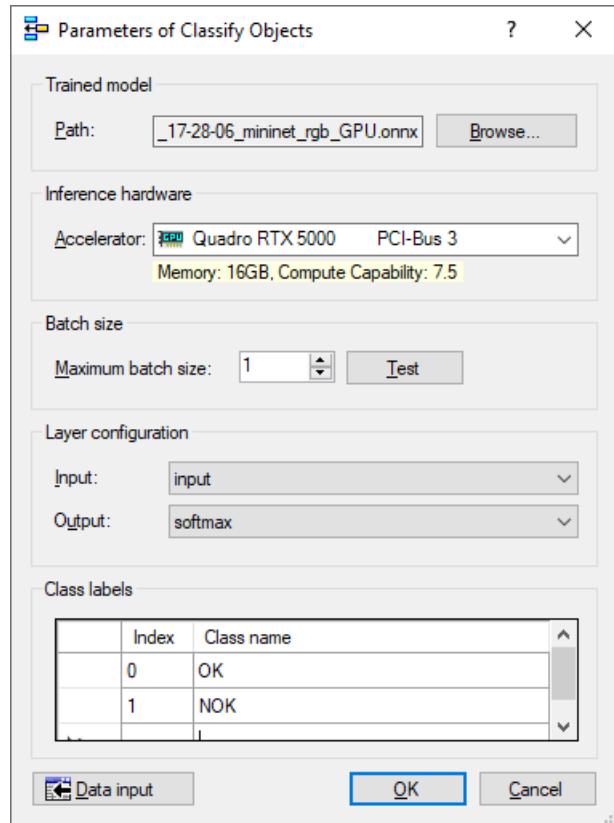 Parameters of Classify Objects ? ×
Trained model
Path: _17-28-06_mininet_rgb_GPU.onnx Browse...
Inference hardware
Accelerator: GPU Quadro RTX 5000 PCI-Bus 3
Memory: 16GB, Compute Capability: 7.5
Batch size
Maximum batch size: 1 Test
Layer configuration
Input: input
Output: softmax
Class labels
Index Class name
0 OK
1 NOK
Data input OK Cancel